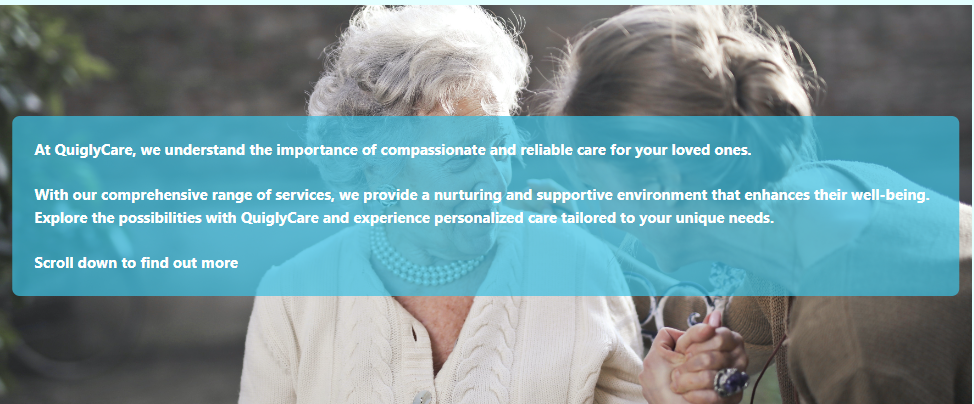 At QuiglyCare, we understand the importance of compassionate and reliable care for your loved ones.
With our comprehensive range of services, we provide a nurturing and supportive environment that enhances their well-being.
Explore the possibilities with QuiglyCare and experience personalized care tailored to your unique needs.
Scroll down to find out more